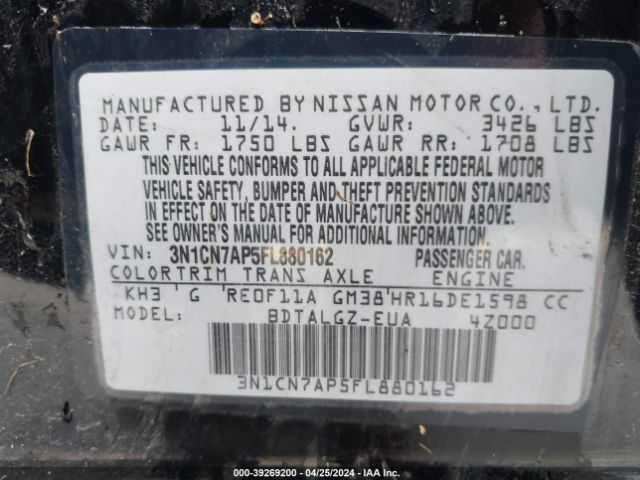 MANUFACTURED BY NISSAN MOTOR CO., LTD.
DATE: 11/14. GVWR: 3426 LBS
GAWR FR: 1750 LBS GAWR RR: 1708 LBS
THIS VEHICLE CONFORMS TO ALL APPLICABLE FEDERAL MOTOR
VEHICLE SAFETY, BUMPER AND THEFT PREVENTION STANDARDS
IN EFFECT ON THE DATE OF MANUFACTURE SHOWN ABOVE.
SEE OWNER'S MANUAL FOR ADDITIONAL INFORMATION.
VIN: 3N1CN7AP5FL880162 PASSENGER CAR.
COLOR TRIM TRANS AXLE ENGINE
KH3 G RE0F11A GM38 HR16DE1598 CC
MODEL: BDTALGZ-EUA 4Z000
3N1CN7AP5FL880162
000-39269200 - 04/25/2024 - IAA Inc.